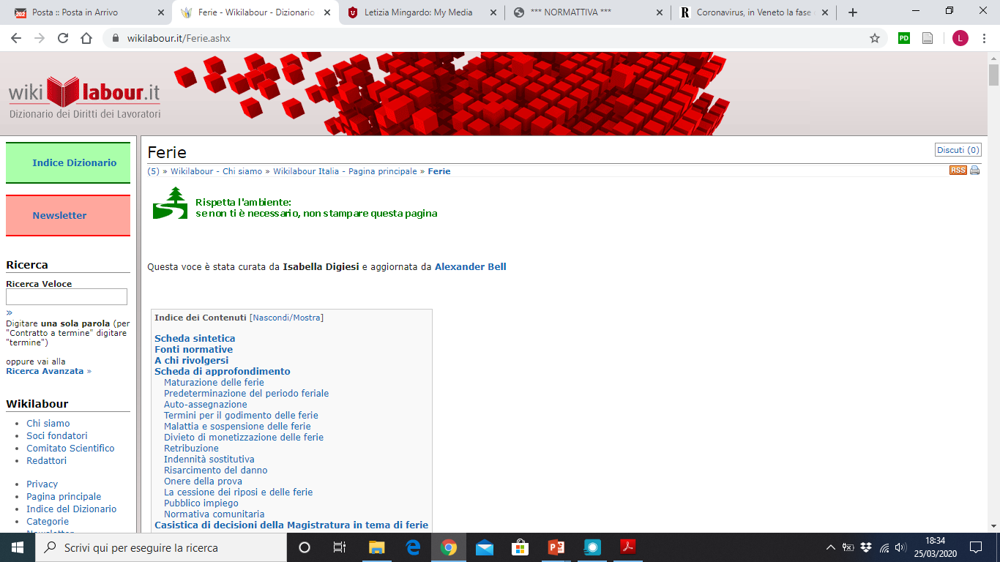 202 Posta :: Posta in Arrivo
Ferie - Wikilabour - Dizionario
Letizia Mingardo: My Media
*** NORMATTIVA ***
R Coronavirus, in Veneto la fase
wikilabour.it/Ferie.ashx
PD
L
wiki labour.it
Dizionario dei Diritti dei Lavoratori
Indice Dizionario
Newsletter
Ricerca
Ricerca Veloce
»
Digitare una sola parola (per
"Contratto a termine" digitare
"termine")
oppure vai alla
Ricerca Avanzata »
Wikilabour
• Chi siamo
• Soci fondatori
• Comitato Scientifico
• Redattori
• Privacy
• Pagina principale
• Indice del Dizionario
• Categorie
• Newsletter
Ferie
Discuti (0)
(5) » Wikilabour - Chi siamo » Wikilabour Italia - Pagina principale » Ferie
RSS
Rispetta l'ambiente:
se non ti è necessario, non stampare questa pagina
Questa voce è stata curata da Isabella Digiesi e aggiornata da Alexander Bell
Indice dei Contenuti [Nascondi/Mostra]
Scheda sintetica
Fonti normative
A chi rivolgersi
Scheda di approfondimento
Maturazione delle ferie
Predeterminazione del periodo feriale
Auto-assegnazione
Termini per il godimento delle ferie
Malattia e sospensione delle ferie
Divieto di monetizzazione delle ferie
Retribuzione
Indennità sostitutiva
Risarcimento del danno
Onere della prova
La cessione dei riposi e delle ferie
Pubblico impiego
Normativa comunitaria
Casistica di decisioni della Magistratura in tema di ferie
Scrivi qui per eseguire la ricerca
18:34
25/03/2020